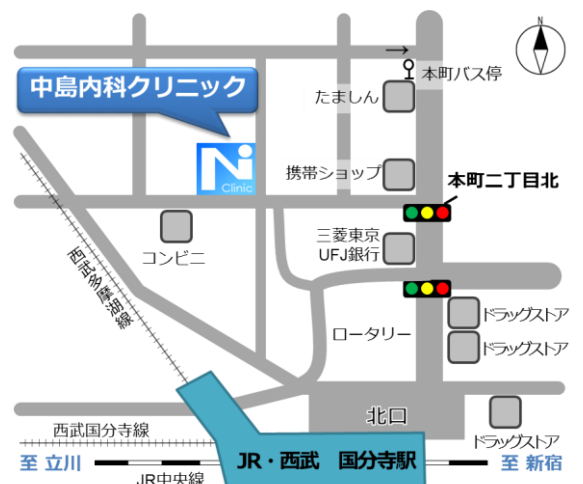 N
本町バス停
中島内科クリニック
たましん
Ni
Clinic
携帯ショップ
本町二丁目北
三菱東京
UFJ銀行
コンビニ
西武多摩湖線
ロータリー
ドラッグストア
ドラッグストア
北口
西武国分寺線
ドラッグストア
至 立川
JR・西武　国分寺駅
至 新宿
JR中央線